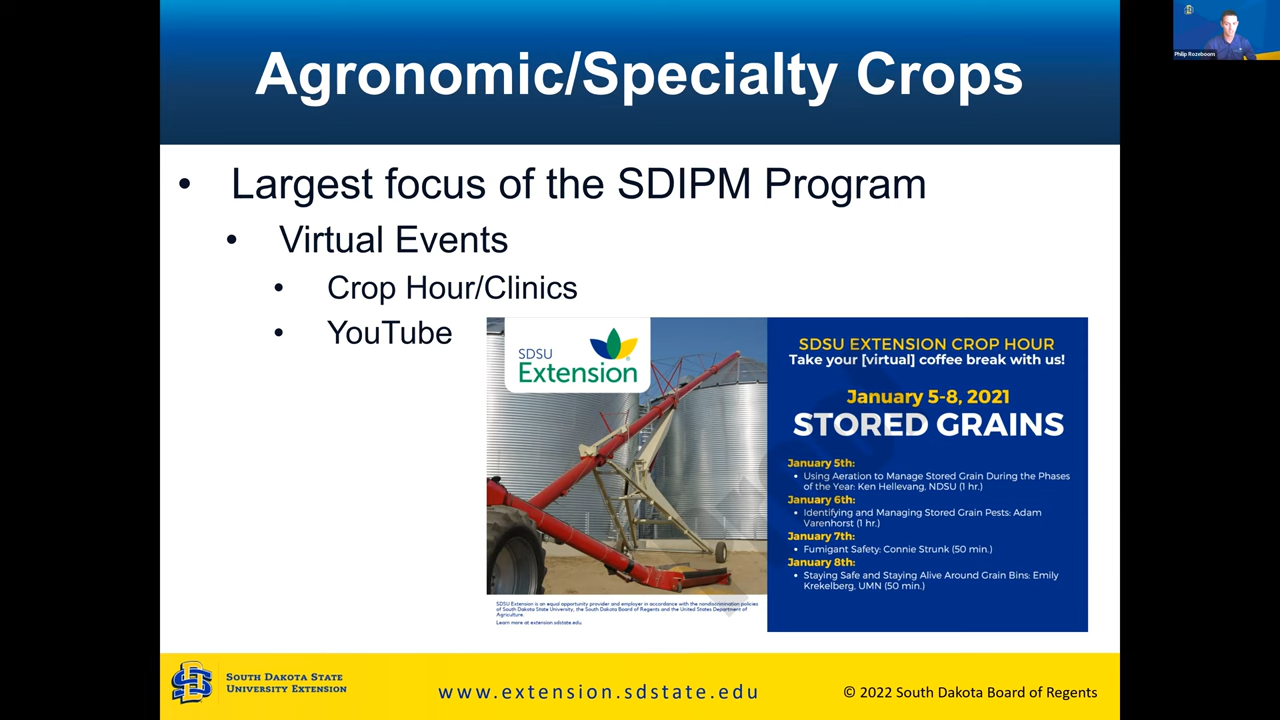 Agronomic/Specialty Crops
Philip Rozeboom
• Largest focus of the SDIPM Program
• Virtual Events
• Crop Hour/Clinics
• YouTube
SDSU
Extension
SDSU EXTENSION CROP HOUR
Take your [virtual] coffee break with us!
January 5-8, 2021
STORED GRAINS
January 5th:
• Using Aeration to Manage Stored Grain During the Phases
of the Year: Ken Hellevang, NDSU (1 hr.)
January 6th:
• Identifying and Managing Stored Grain Pests: Adam
Varenhorst (1 hr.)
January 7th:
• Fumigant Safety: Connie Strunk (50 min.)
January 8th:
• Staying Safe and Staying Alive Around Grain Bins: Emily
Krekelberg, UMN (50 min.)
SDSU Extension is an equal opportunity provider and employer in accordance with the nondiscrimination policies
of South Dakota State University, the South Dakota Board of Regents and the United States Department of
Agriculture.
Learn more at extension.sdstate.edu.
SOUTH DAKOTA STATE
UNIVERSITY EXTENSION
www.extension.sdstate.edu
© 2022 South Dakota Board of Regents